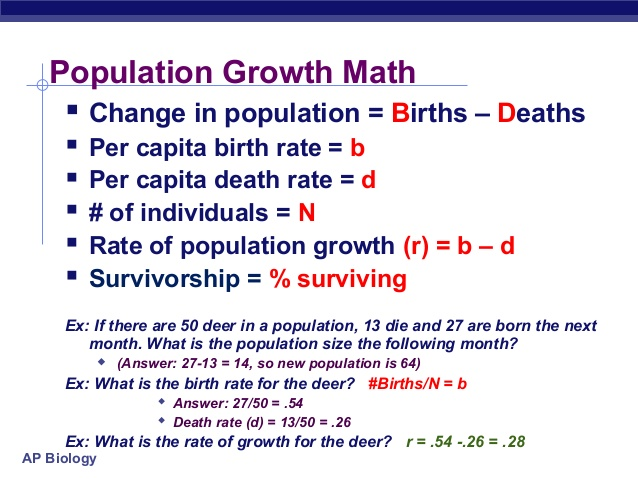 Population Growth Math
Change in population = Births – Deaths
Per capita birth rate = b
Per capita death rate = d
# of individuals = N
Rate of population growth (r) = b – d
Survivorship = % surviving
Ex: If there are 50 deer in a population, 13 die and 27 are born the next
month. What is the population size the following month?
(Answer: 27-13 = 14, so new population is 64)
Ex: What is the birth rate for the deer? #Births/N = b
Answer: 27/50 = .54
Death rate (d) = 13/50 = .26
Ex: What is the rate of growth for the deer? r = .54 -.26 = .28
AP Biology